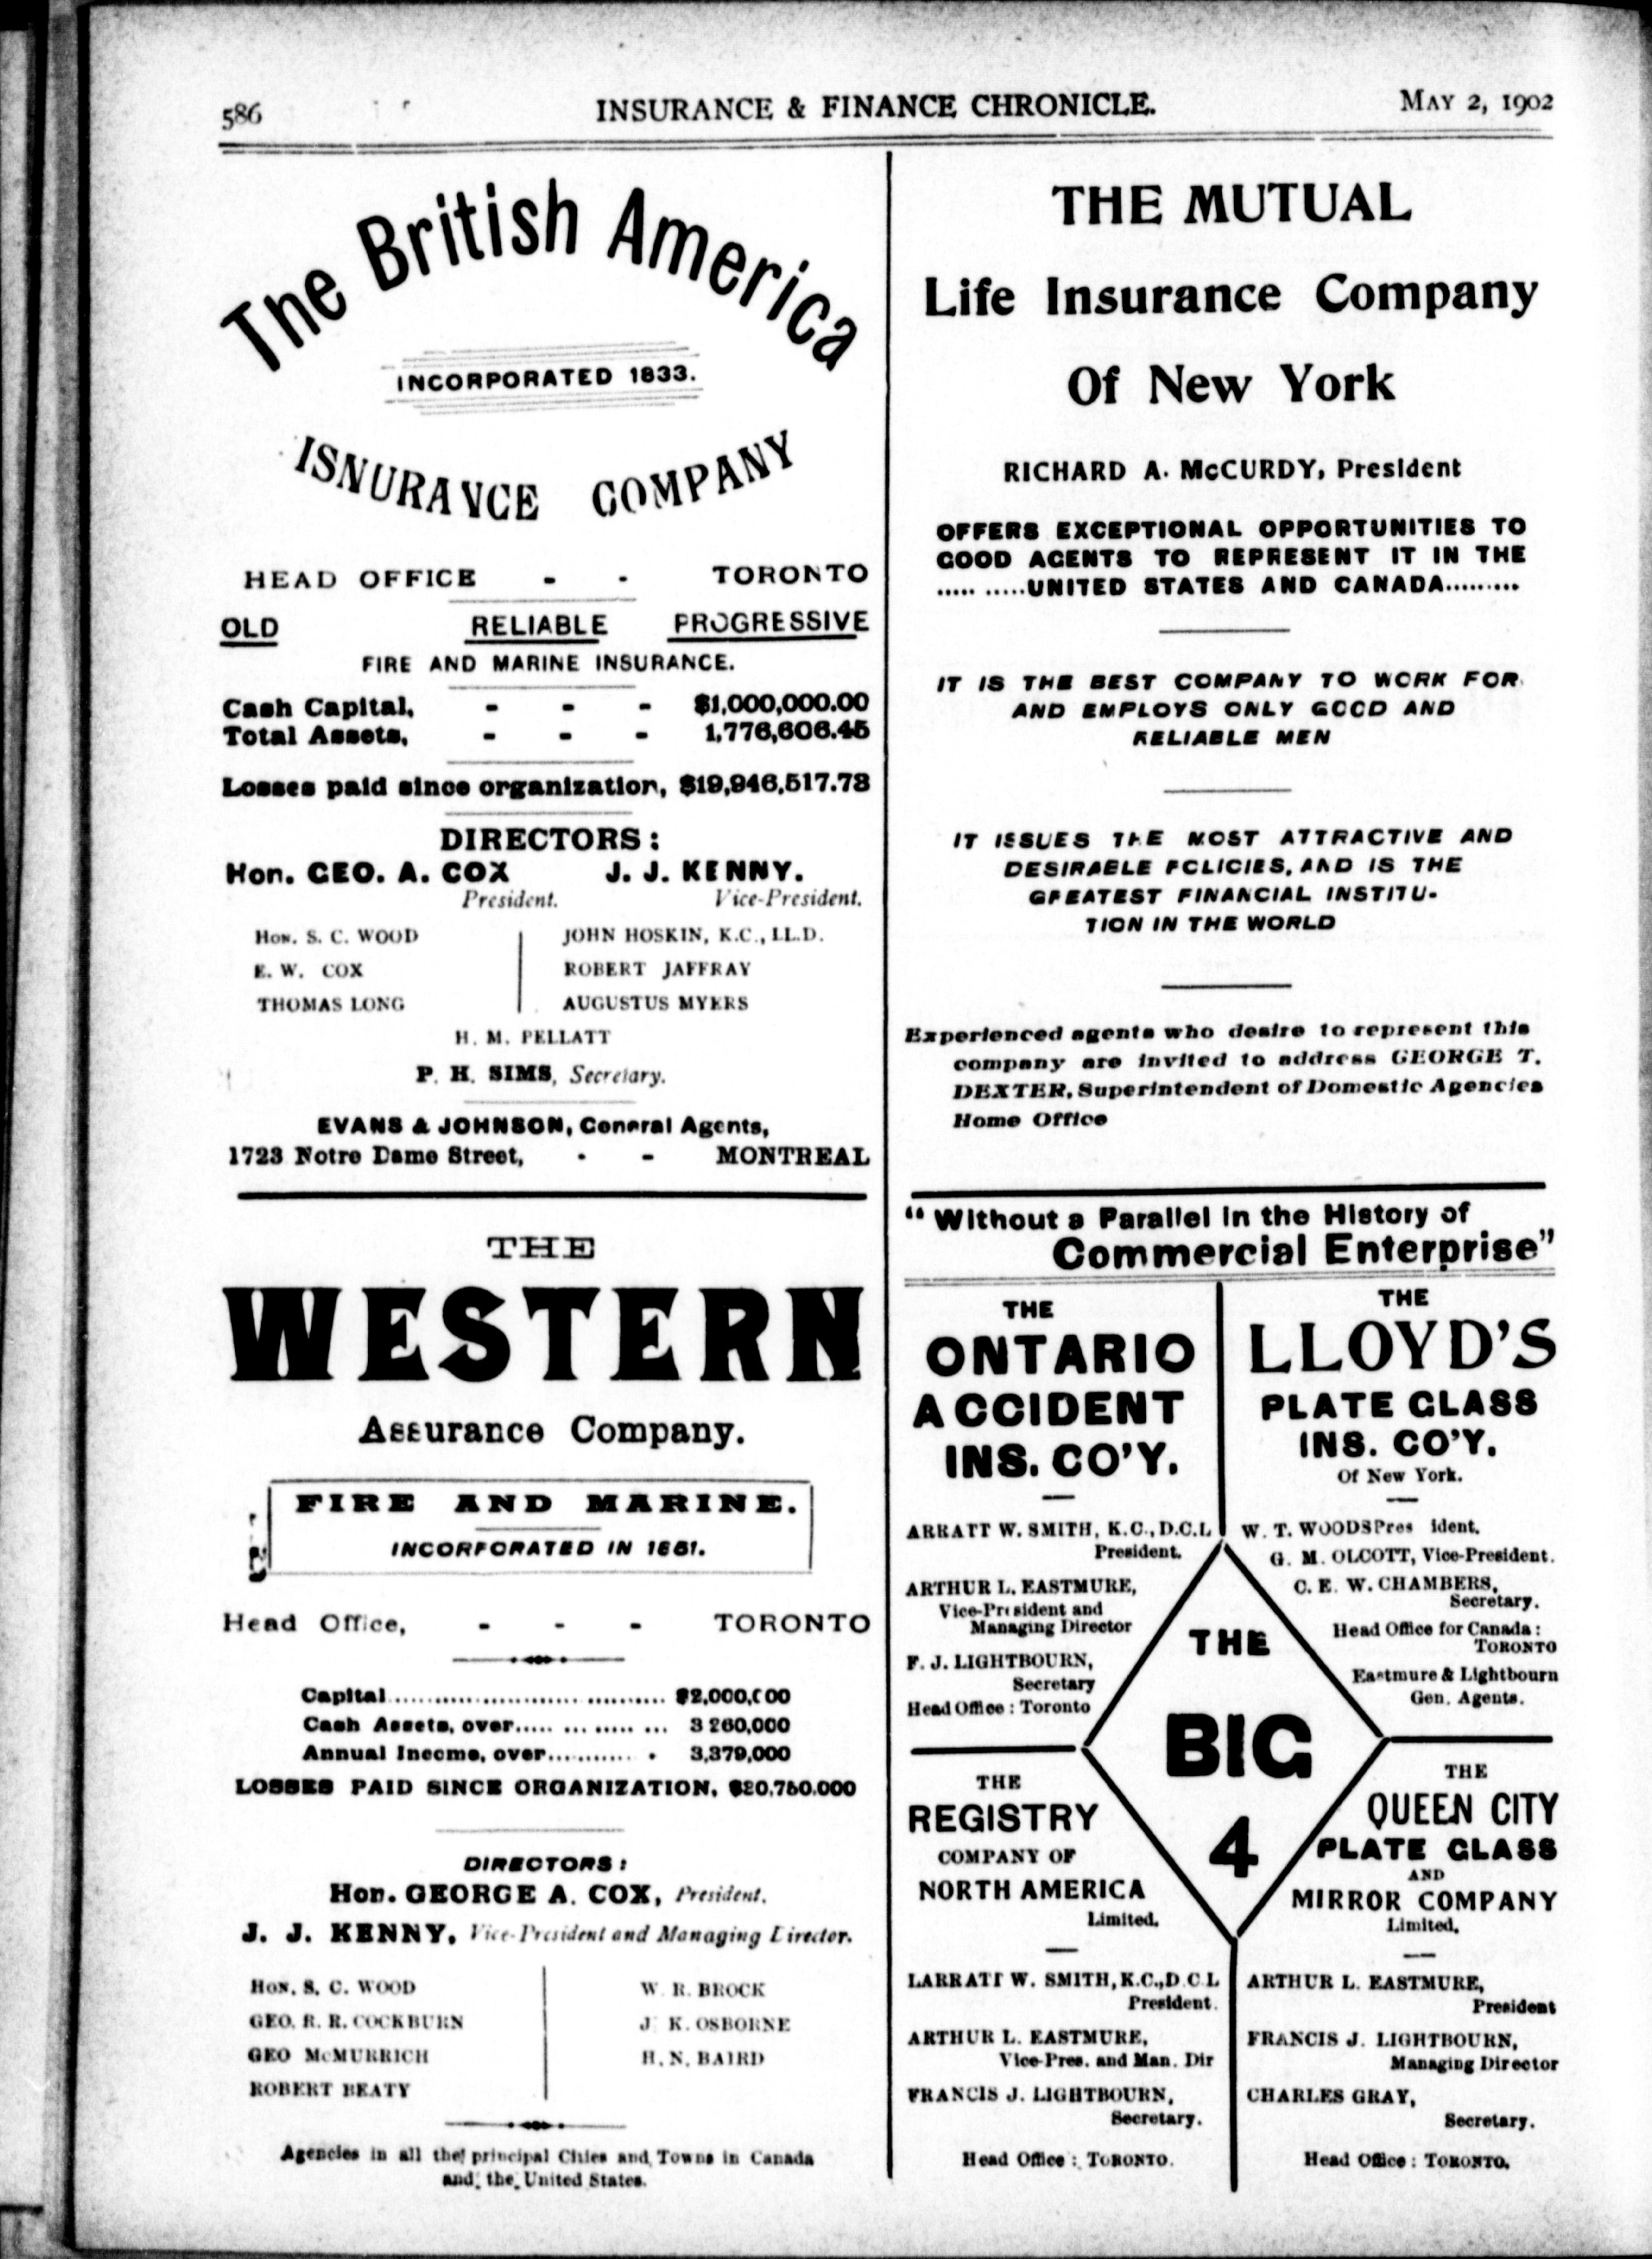 586
INSURANCE & FINANCE CHRONICLE.
MAY 2, 1902
The British America
INCORPORATED 1833.
ISNURANCE COMPANY
HEAD OFFICE - - TORONTO
OLD RELIABLE PROGRESSIVE
FIRE AND MARINE INSURANCE.
Cash Capital, - - - $1,000,000.00
Total Assets, - - - 1,776,606.45
Losses paid since organization, $19,946,517.73
DIRECTORS:
Hon. GEO. A. COX J. J. KENNY.
President. Vice-President.
HON. S. C. WOOD JOHN HOSKIN, K.C., LL.D.
E. W. COX ROBERT JAFFRAY
THOMAS LONG AUGUSTUS MYERS
H. M. PELLATT
P. H. SIMS, Secretary.
EVANS & JOHNSON, General Agents,
1723 Notre Dame Street, - - MONTREAL
THE
WESTERN
Assurance Company.
FIRE AND MARINE.
INCORPORATED IN 1851.
Head Office, - - - TORONTO
Capital.................................... $2,000,000
Cash Assets, over..... ... ..... ... 3 260,000
Annual Income, over............ . 3,379,000
LOSSES PAID SINCE ORGANIZATION, $20,750,000
DIRECTORS:
Hon. GEORGE A. COX, President.
J. J. KENNY, Vice-President and Managing Director.
HON. S. C. WOOD W. R. BROCK
GEO. R. R. COCKBURN J. K. OSBORNE
GEO McMURRICH H. N. BAIRD
ROBERT BEATY
Agencies in all the principal Cities and Towns in Canada
and the United States.
THE MUTUAL
Life Insurance Company
Of New York
RICHARD A. McCURDY, President
OFFERS EXCEPTIONAL OPPORTUNITIES TO
GOOD AGENTS TO REPRESENT IT IN THE
..... .....UNITED STATES AND CANADA.........
IT IS THE BEST COMPANY TO WORK FOR
AND EMPLOYS ONLY GOOD AND
RELIABLE MEN
IT ISSUES THE MOST ATTRACTIVE AND
DESIRABLE POLICIES, AND IS THE
GREATEST FINANCIAL INSTITU-
TION IN THE WORLD
Experienced agents who desire to represent this
company are invited to address GEORGE T.
DEXTER, Superintendent of Domestic Agencies
Home Office
"Without a Parallel in the History of
Commercial Enterprise"
THE
ONTARIO
ACCIDENT
INS. CO'Y.
ARRATT W. SMITH, K.C., D.C.L
President.
ARTHUR L. EASTMURE,
Vice-President and
Managing Director
F. J. LIGHTBOURN,
Secretary
Head Office : Toronto
THE
LLOYD'S
PLATE GLASS
INS. CO'Y.
Of New York.
W. T. WOODSPres ident.
G. M. OLCOTT, Vice-President.
C. E. W. CHAMBERS,
Secretary.
Head Office for Canada :
TORONTO
Eastmure & Lightbourn
Gen. Agents.
THE
BIG
4
THE
REGISTRY
COMPANY OF
NORTH AMERICA
Limited.
LARRATT W. SMITH, K.C., D C L
President.
ARTHUR L. EASTMURE,
Vice-Pres. and Man. Dir
FRANCIS J. LIGHTBOURN,
Secretary.
Head Office : TORONTO.
THE
QUEEN CITY
PLATE GLASS
AND
MIRROR COMPANY
Limited.
ARTHUR L. EASTMURE,
President
FRANCIS J. LIGHTBOURN,
Managing Director
CHARLES GRAY,
Secretary.
Head Office : TORONTO.